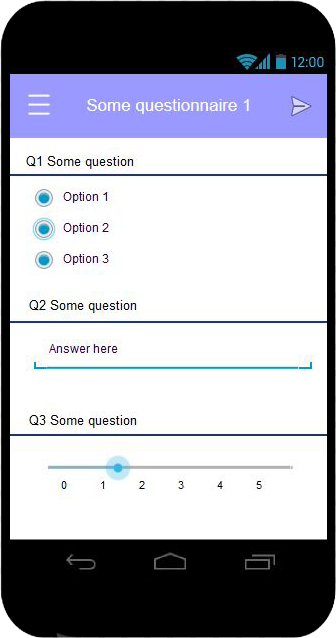 12:00
Some questionnaire 1
Q1 Some question
Option 1
Option 2
Option 3
Q2 Some question
Answer here
Q3 Some question
0 1 2 3 4 5